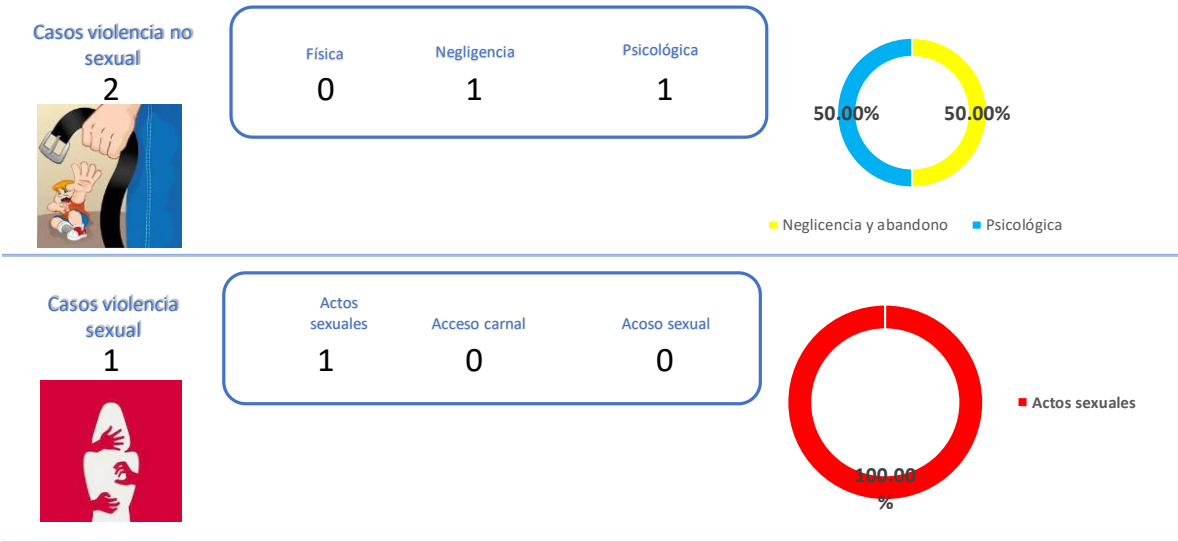 Casos violencia no
sexual
2
Física
Negligencia
Psicológica
0
1
1
50.00%
50.00%
Neglicencia y abandono
Psicológica
Casos violencia
sexual
1
Actos
sexuales
Acceso carnal
Acoso sexual
1
0
0
100.00
%
Actos sexuales